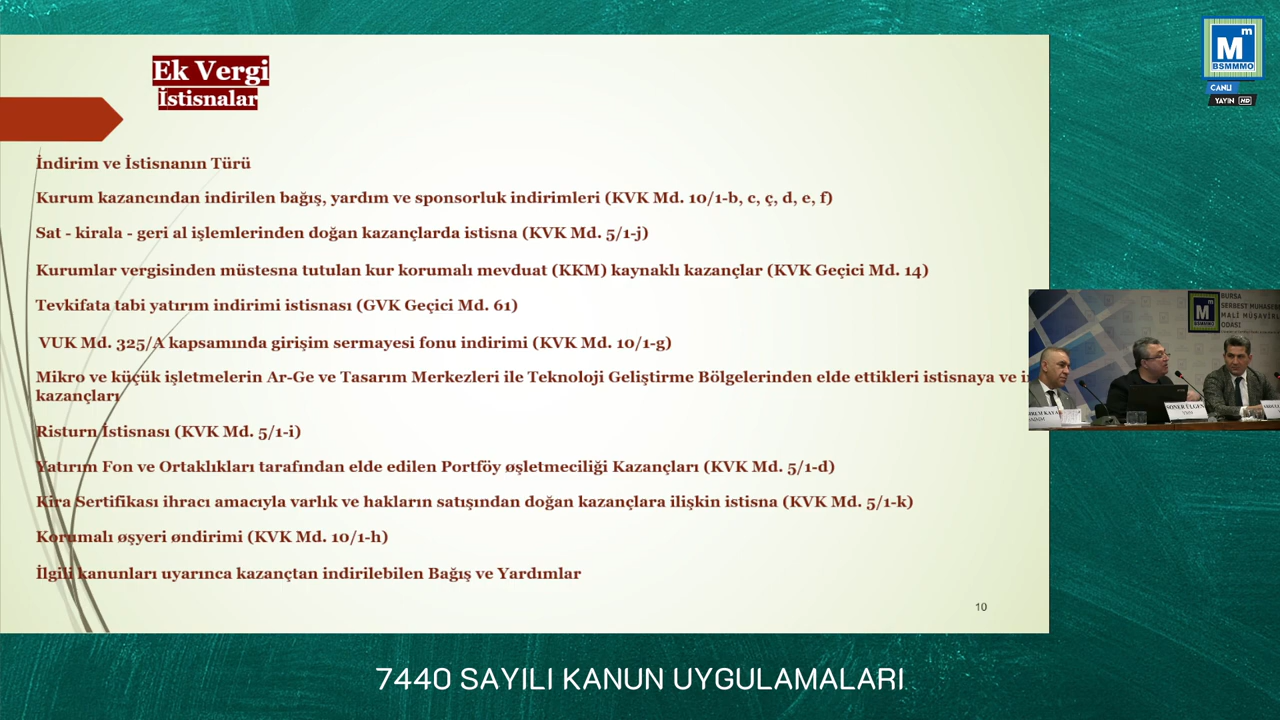 Ek Vergi
İstisnalar
İndirim ve İstisnanın Türü
Kurum kazancından indirilen bağış, yardım ve sponsorluk indirimleri (KVK Md. 10/1-b, c, ç, d, e, f)
Sat - kirala - geri al işlemlerinden doğan kazançlarda istisna (KVK Md. 5/1-j)
Kurumlar vergisinden müstesna tutulan kur korumalı mevduat (KKM) kaynaklı kazançlar (KVK Geçici Md. 14)
Tevkifata tabi yatırım indirimi istisnası (GVK Geçici Md. 61)
VUK Md. 325/A kapsamında girişim sermayesi fonu indirimi (KVK Md. 10/1-g)
Mikro ve küçük işletmelerin Ar-Ge ve Tasarım Merkezleri ile Teknoloji Geliştirme Bölgelerinden elde ettikleri istisnaya ve
kazançları
Risturn İstisnası (KVK Md. 5/1-i)
Yatırım Fon ve Ortaklıkları tarafından elde edilen Portföy øşletmeciliği Kazançları (KVK Md. 5/1-d)
Kira Sertifikası ihracı amacıyla varlık ve hakların satışından doğan kazançlara ilişkin istisna (KVK Md. 5/1-k)
Korumalı øşyeri øndirimi (KVK Md. 10/1-h)
İlgili kanunları uyarınca kazançtan indirilebilen Bağış ve Yardımlar
10
Mm
BSMMMO
CANLI
YAYIN HD
Mm
BSMMMO
BURSA
SERBEST MUHASEBE
MALİ MÜŞAVİRL
ODASI
SONER ÜLGEN
7440 SAYILI KANUN UYGULAMALARI